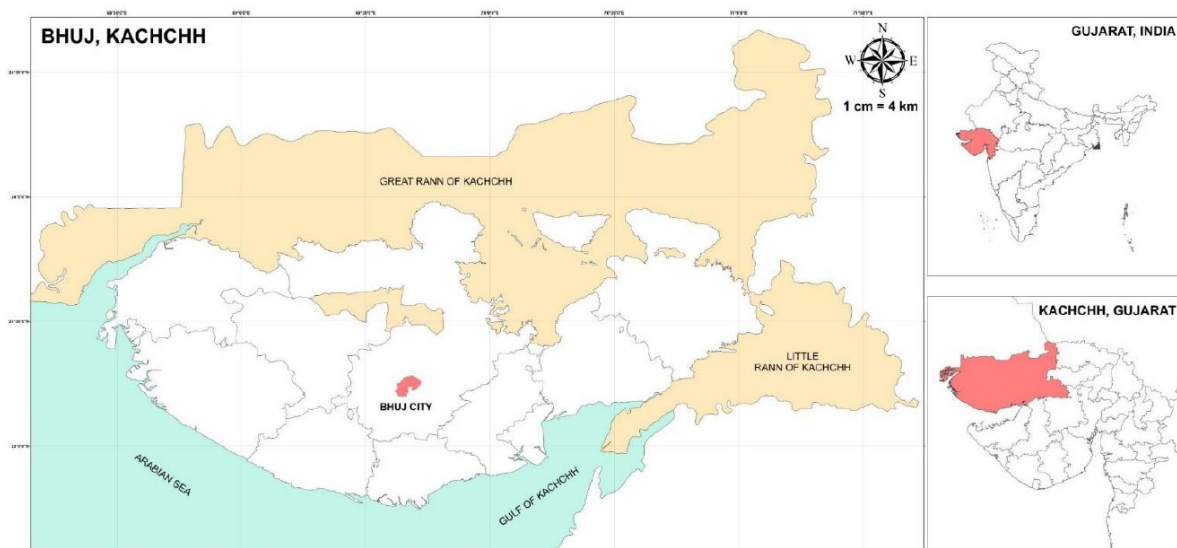 BHUJ, KACHCHH
N
W E
S
1 cm = 4 km
GREAT RANN OF KACHCHH
LITTLE
RANN OF KACHCHH
BHUJ CITY
ARABIAN SEA
GULF OF KACHCHH
GUJARAT, INDIA
KACHCHH, GUJARAT